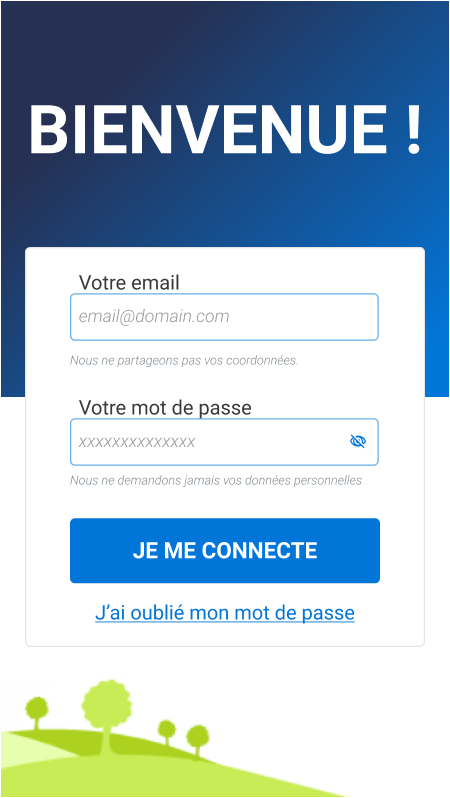 BIENVENUE !
Votre email
email@domain.com
Nous ne partageons pas vos coordonnées.
Votre mot de passe
xxxxxxxxxxxxxx
Nous ne demandons jamais vos données personnelles
JE ME CONNECTE
J’ai oublié mon mot de passe